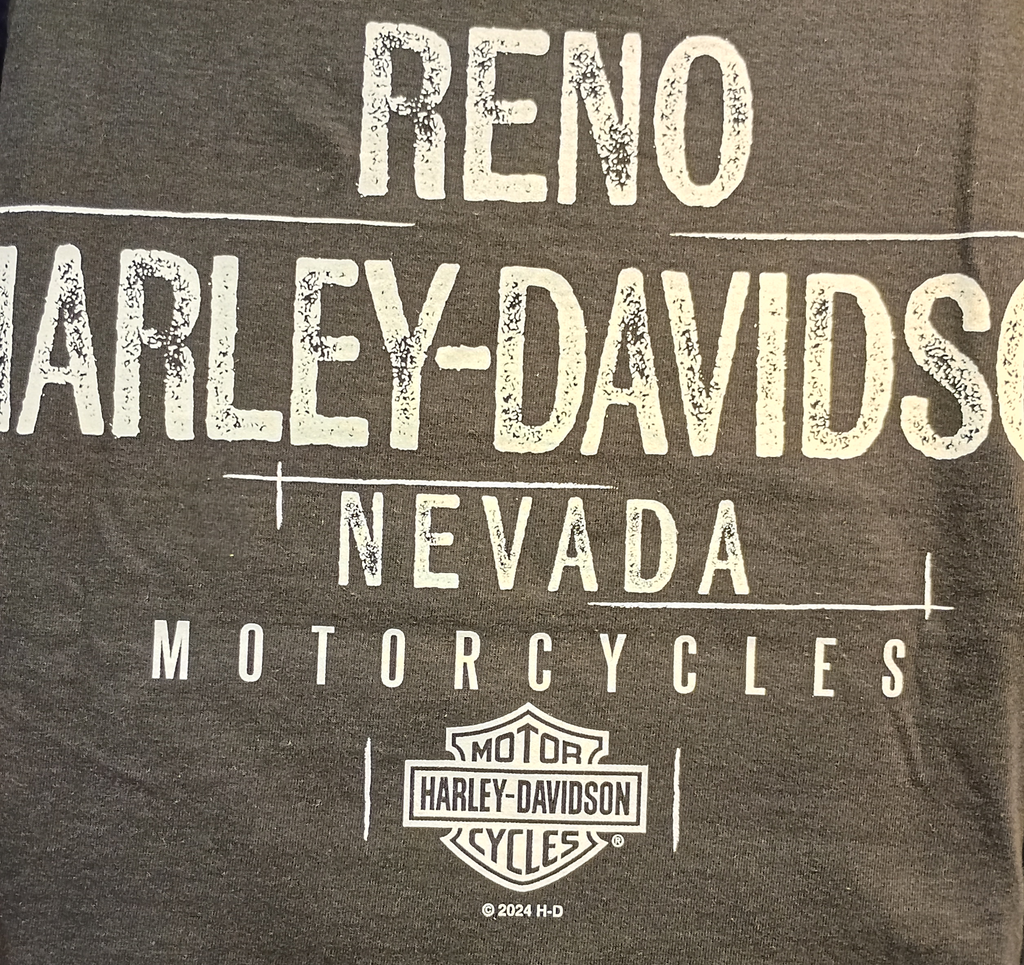 RENO
HARLEY-DAVIDSO
NEVADA
MOTORCYCLES
MOTOR
HARLEY-DAVIDSON
CYCLES ®
© 2024 H-D